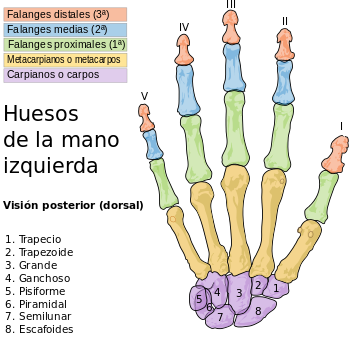 Falanges distales (3ª)
Falanges medias (2ª)
Falanges proximales (1ª)
Metacarpianos o metacarpos
Carpianos o carpos
Huesos
de la mano
izquierda
Visión posterior (dorsal)
1. Trapecio
2. Trapezoide
3. Grande
4. Ganchoso
5. Pisiforme
6. Piramidal
7. Semilunar
8. Escafoides
V
IV
III
II
I
5
4
6
3
2
1
7
8